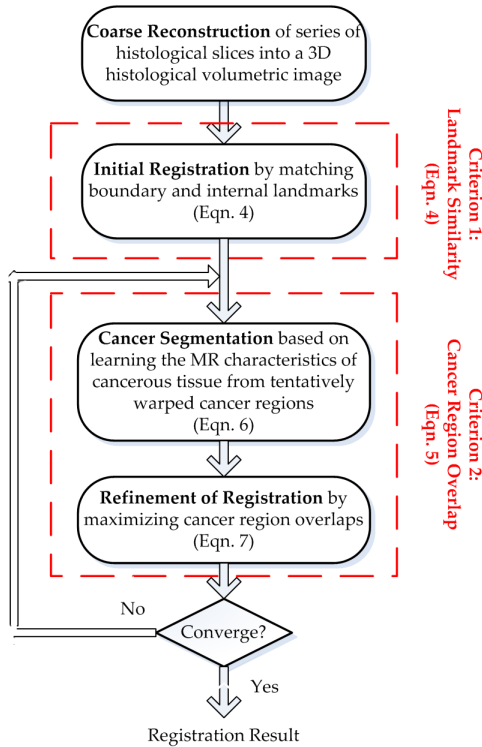 Coarse Reconstruction of series of
histological slices into a 3D
histological volumetric image
Initial Registration by matching
boundary and internal landmarks
(Eqn. 4)
Criterion 1:
Landmark Similarity
(Eqn. 4)
Cancer Segmentation based on
learning the MR characteristics of
cancerous tissue from tentatively
warped cancer regions
(Eqn. 6)
Refinement of Registration by
maximizing cancer region overlaps
(Eqn. 7)
Criterion 2:
Cancer Region Overlap
(Eqn. 5)
No
Converge?
Yes
Registration Result